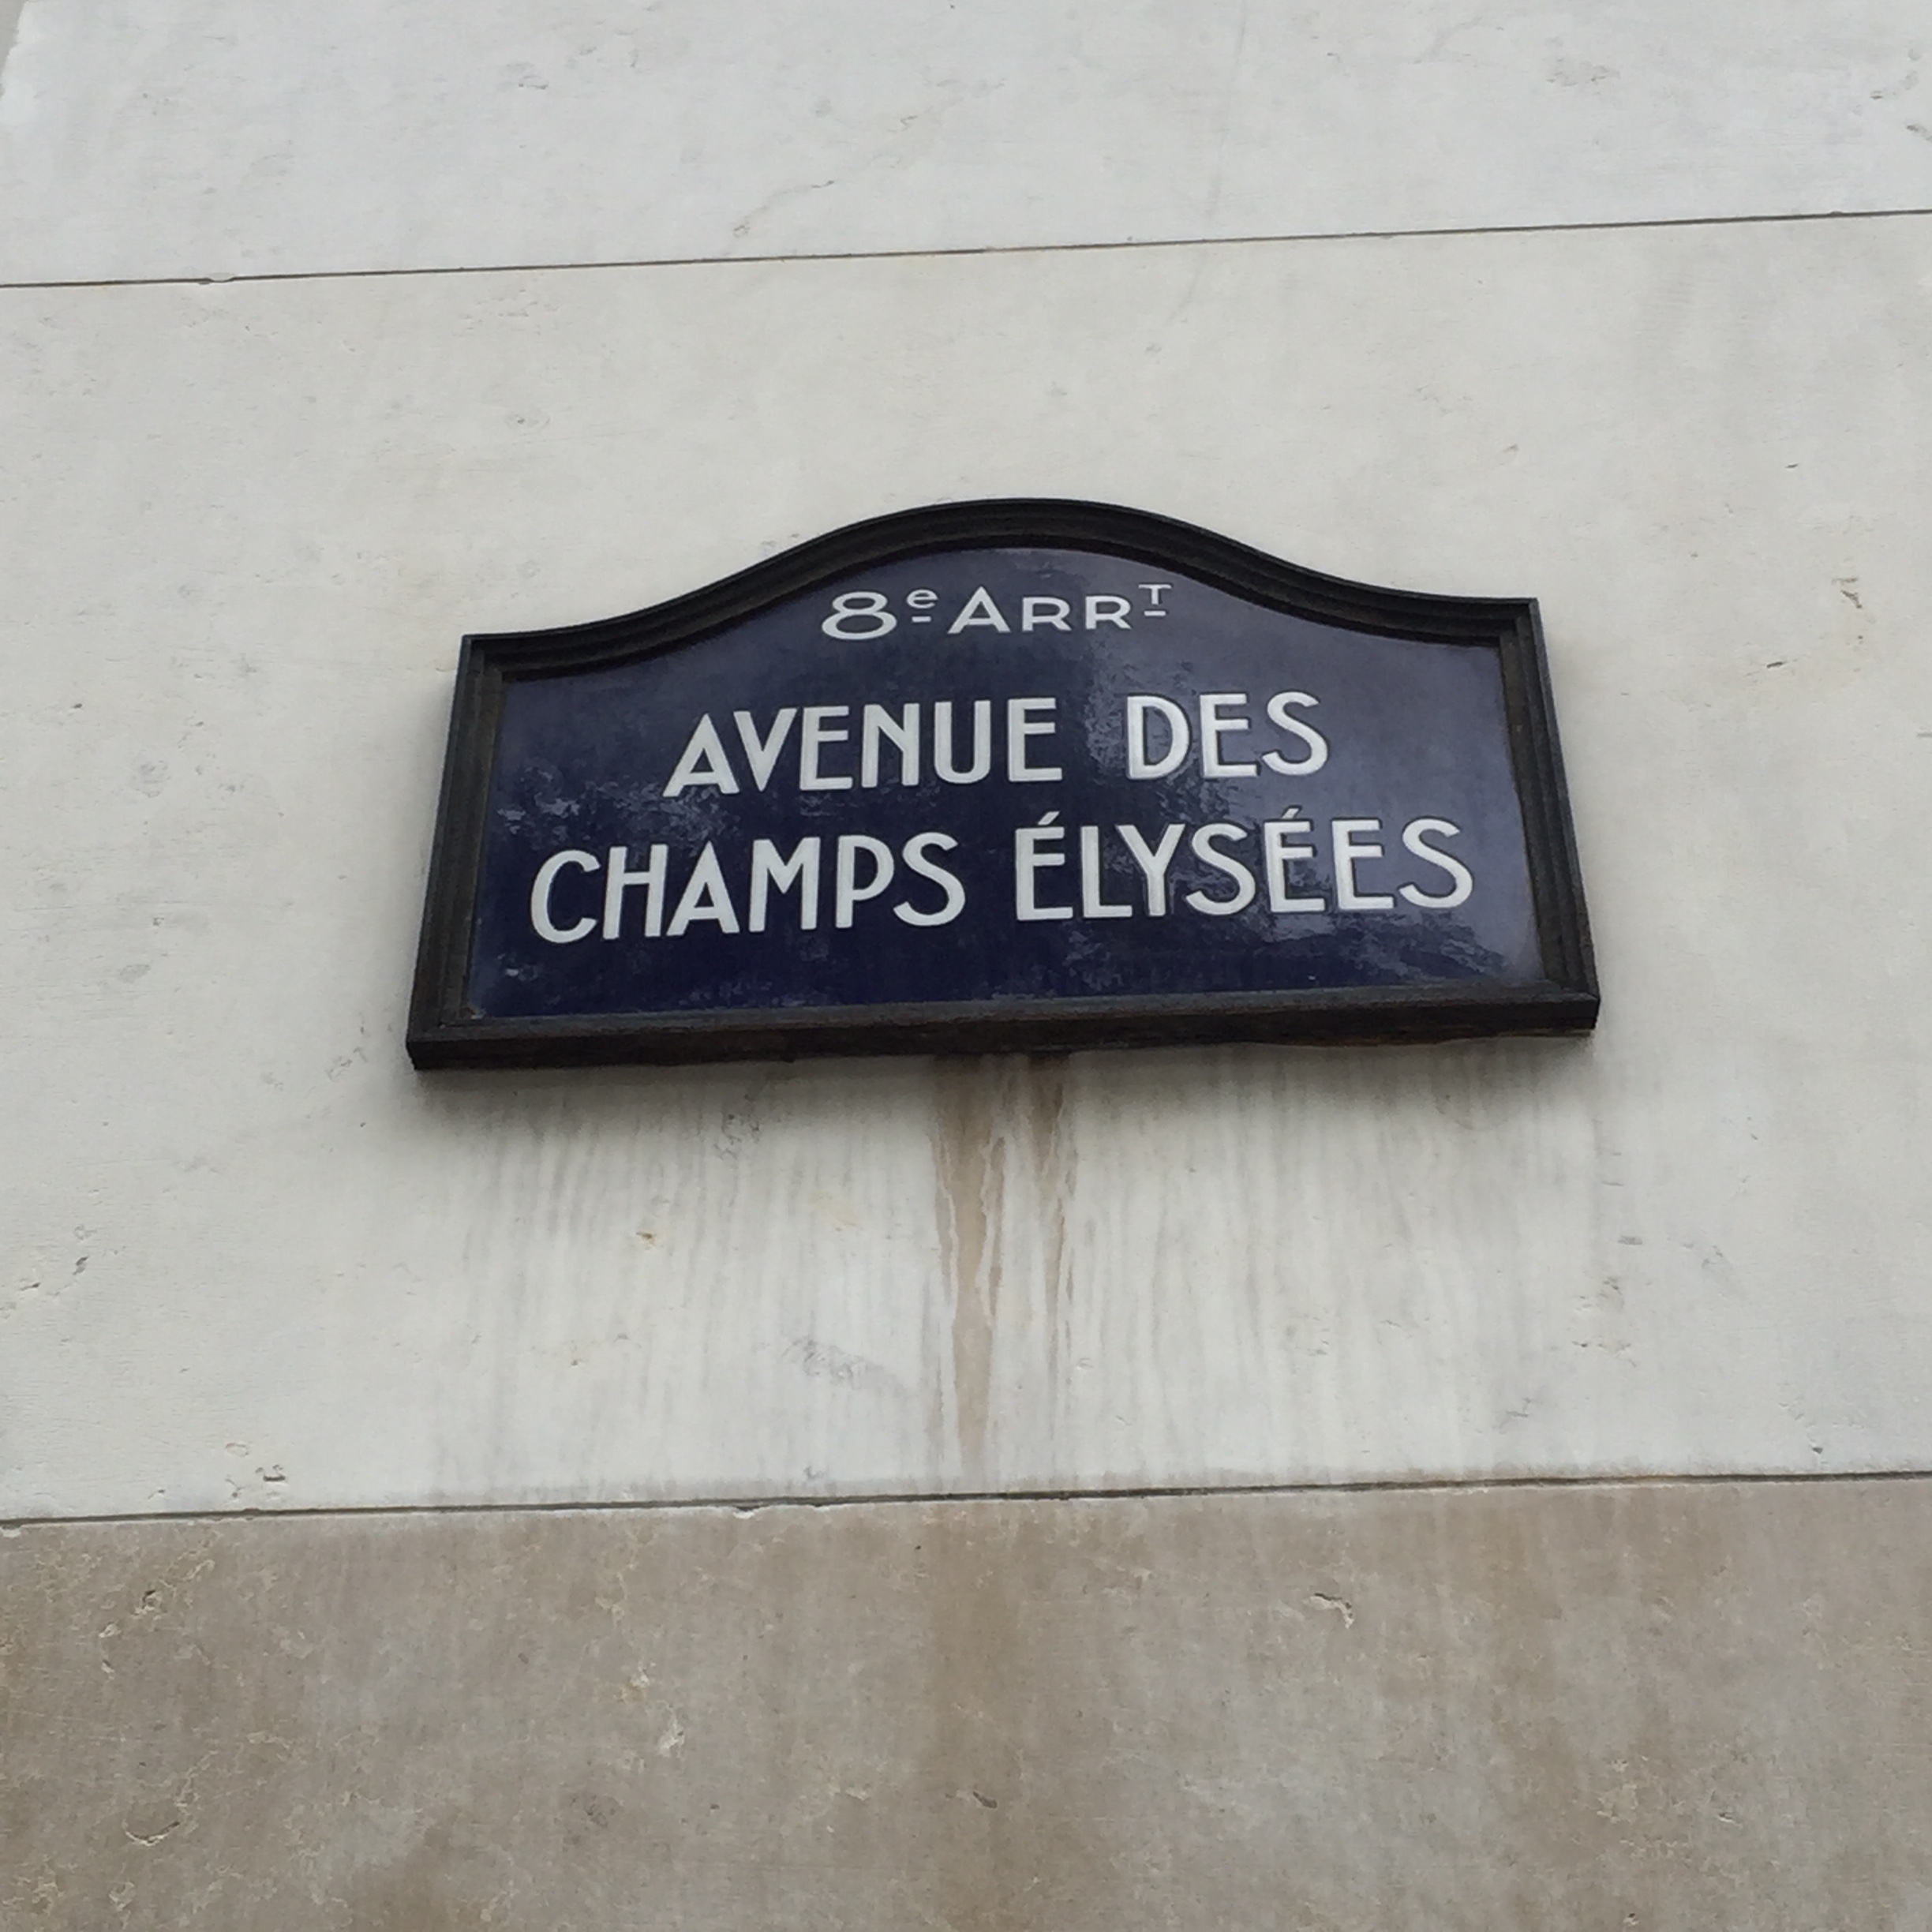 8e ARRT
AVENUE DES
CHAMPS ÉLYSÉES